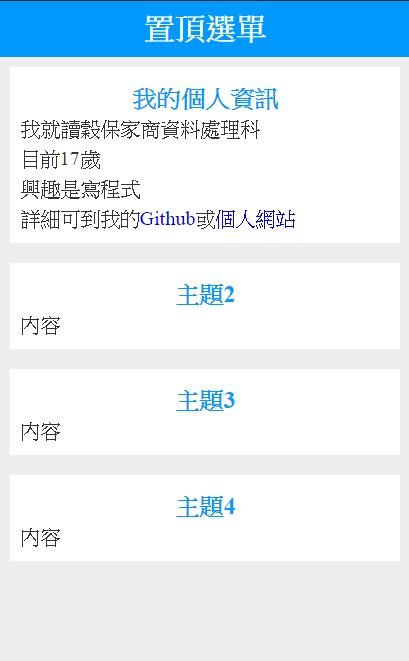 置頂選單
我的個人資訊
我就讀穀保家商資料處理科
目前17歲
興趣是寫程式
詳細可到我的Github或個人網站
主題2
內容
主題3
內容
主題4
內容